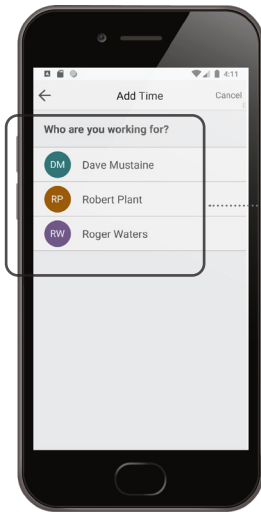 4:11
Add Time Cancel
Who are you working for?
DM Dave Mustaine
RP Robert Plant
RW Roger Waters